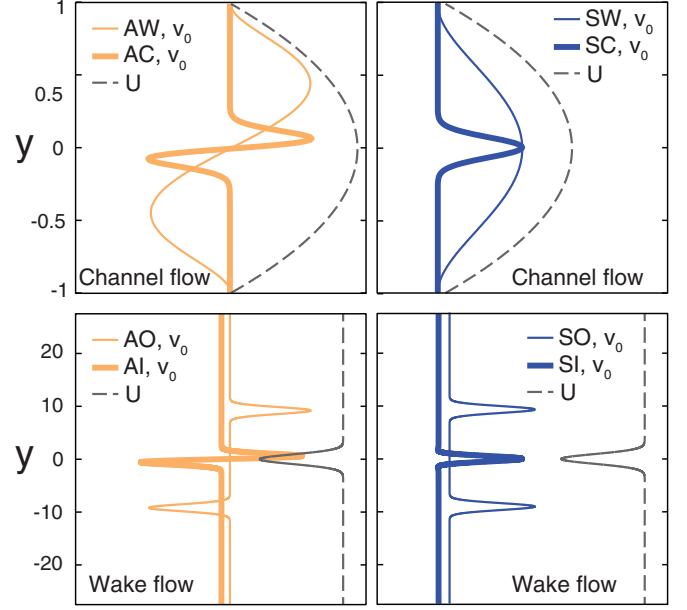 1
0.5
0
-0.5
-1
y
AW, v₀
AC, v₀
U
Channel flow
SW, v₀
SC, v₀
U
Channel flow
20
10
0
-10
-20
y
AO, v₀
AI, v₀
U
Wake flow
SO, v₀
SI, v₀
U
Wake flow